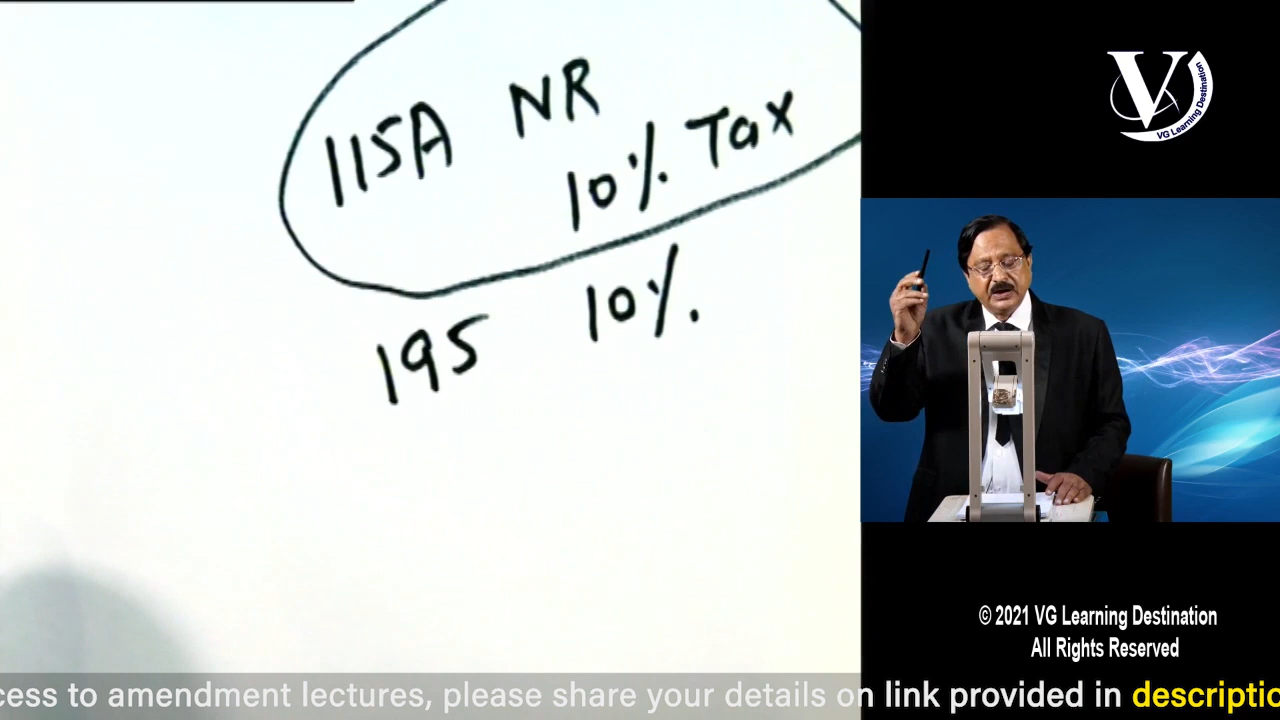 115A NR
10% Tax
195 10%.
V
VG Learning Destination
© 2021 VG Learning Destination
All Rights Reserved
cess to amendment lectures, please share your details on link provided in descriptio